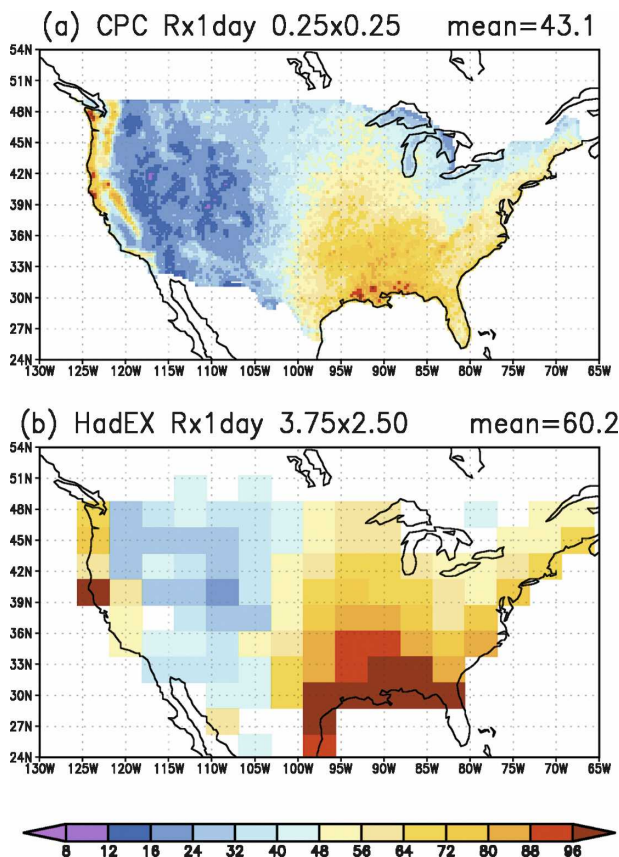 (a) CPC Rx1day 0.25x0.25 mean=43.1
54N
51N
48N
45N
42N
39N
36N
33N
30N
27N
24N
130W 125W 120W 115W 110W 105W 100W 95W 90W 85W 80W 75W 70W 65W
(b) HadEX Rx1day 3.75x2.50 mean=60.2
54N
51N
48N
45N
42N
39N
36N
33N
30N
27N
24N
130W 125W 120W 115W 110W 105W 100W 95W 90W 85W 80W 75W 70W 65W
8 12 16 24 32 40 48 56 64 72 80 88 96